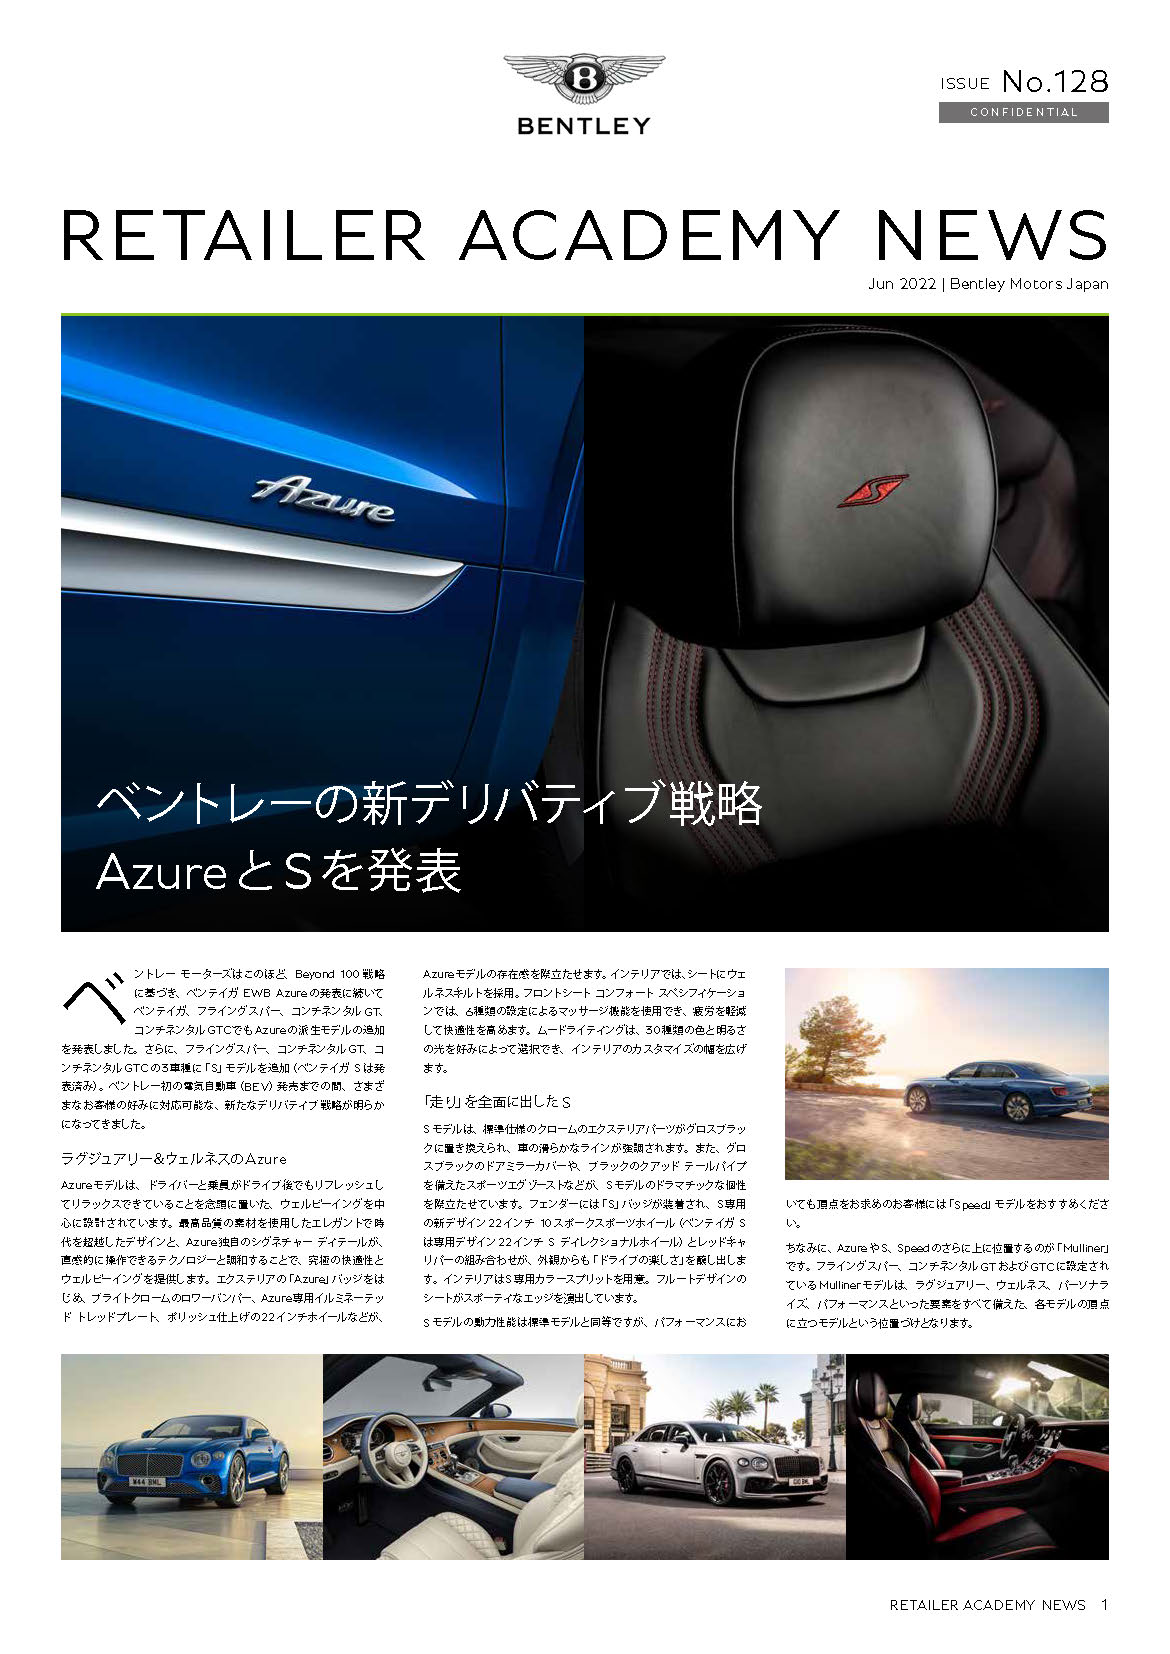 BENTLEY
ISSUE No.128
CONFIDENTIAL
RETAILER ACADEMY NEWS
Jun 2022 | Bentley Motors Japan
Azure
S
ベントレーの新デリバティブ戦略
AzureとSを発表
ベントレー モーターズはこのほど、Beyond 100 戦略
に基づき、ベンテイガ EWB Azureの発表に続いて
ベンテイガ、フライングスパー、コンチネンタル GT、
コンチネンタル GTCでもAzureの派生モデルの追加
を発表しました。さらに、フライングスパー、コンチネンタル GT、コ
ンチネンタル GTCの3車種に「S」モデルを追加（ベンテイガ Sは発
表済み）。ベントレー初の電気自動車（BEV）発売までの間、さまざ
まなお客様の好みに対応可能な、新たなデリバティブ戦略が明らか
になってきました。
ラグジュアリー&ウェルネスのAzure
Azureモデルは、ドライバーと乗員がドライブ後でもリフレッシュし
てリラックスできていることを念頭に置いた、ウェルビーイングを中
心に設計されています。最高品質の素材を使用したエレガントで時
代を超越したデザインと、Azure独自のシグネチャー ディテールが、
直感的に操作できるテクノロジーと調和することで、究極の快適性と
ウェルビーイングを提供します。エクステリアの「Azure」バッジをは
じめ、ブライトクロームのロワーバンパー、Azure専用イルミネーテッ
ド トレッドプレート、ポリッシュ仕上げの22インチホイールなどが、
Azureモデルの存在感を際立たせます。インテリアでは、シートにウェ
ルネスキルトを採用。フロントシート コンフォート スペシフィケーショ
ンでは、6種類の設定によるマッサージ機能を使用でき、疲労を軽減
して快適性を高めます。ムードライティングは、30種類の色と明るさ
の光を好みによって選択でき、インテリアのカスタマイズの幅を広げ
ます。
「走り」を全面に出したS
Sモデルは、標準仕様のクロームのエクステリアパーツがグロスブラッ
クに置き換えられ、車の滑らかなラインが強調されます。また、グロ
スブラックのドアミラーカバーや、ブラックのクアッド テールパイプ
を備えたスポーツエグゾーストなどが、Sモデルのドラマチックな個性
を際立たせています。フェンダーには「S」バッジが装着され、S専用
の新デザイン22インチ 10スポークスポーツホイール（ベンテイガ S
は専用デザイン22インチ S ディレクショナルホイール）とレッドキャ
リパーの組み合わせが、外観からも「ドライブの楽しさ」を醸し出しま
す。インテリアはS専用カラースプリットを用意。フルートデザインの
シートがスポーティなエッジを演出しています。
Sモデルの動力性能は標準モデルと同等ですが、パフォーマンスにお
いても頂点をお求めのお客様には「Speed」モデルをおすすめくださ
い。
ちなみに、AzureやS、Speedのさらに上に位置するのが「Mulliner」
です。フライングスパー、コンチネンタル GTおよびGTCに設定され
ているMullinerモデルは、ラグジュアリー、ウェルネス、パーソナラ
イズ、パフォーマンスといった要素をすべて備えた、各モデルの頂点
に立つモデルという位置づけとなります。
W44 BML
RETAILER ACADEMY NEWS 1